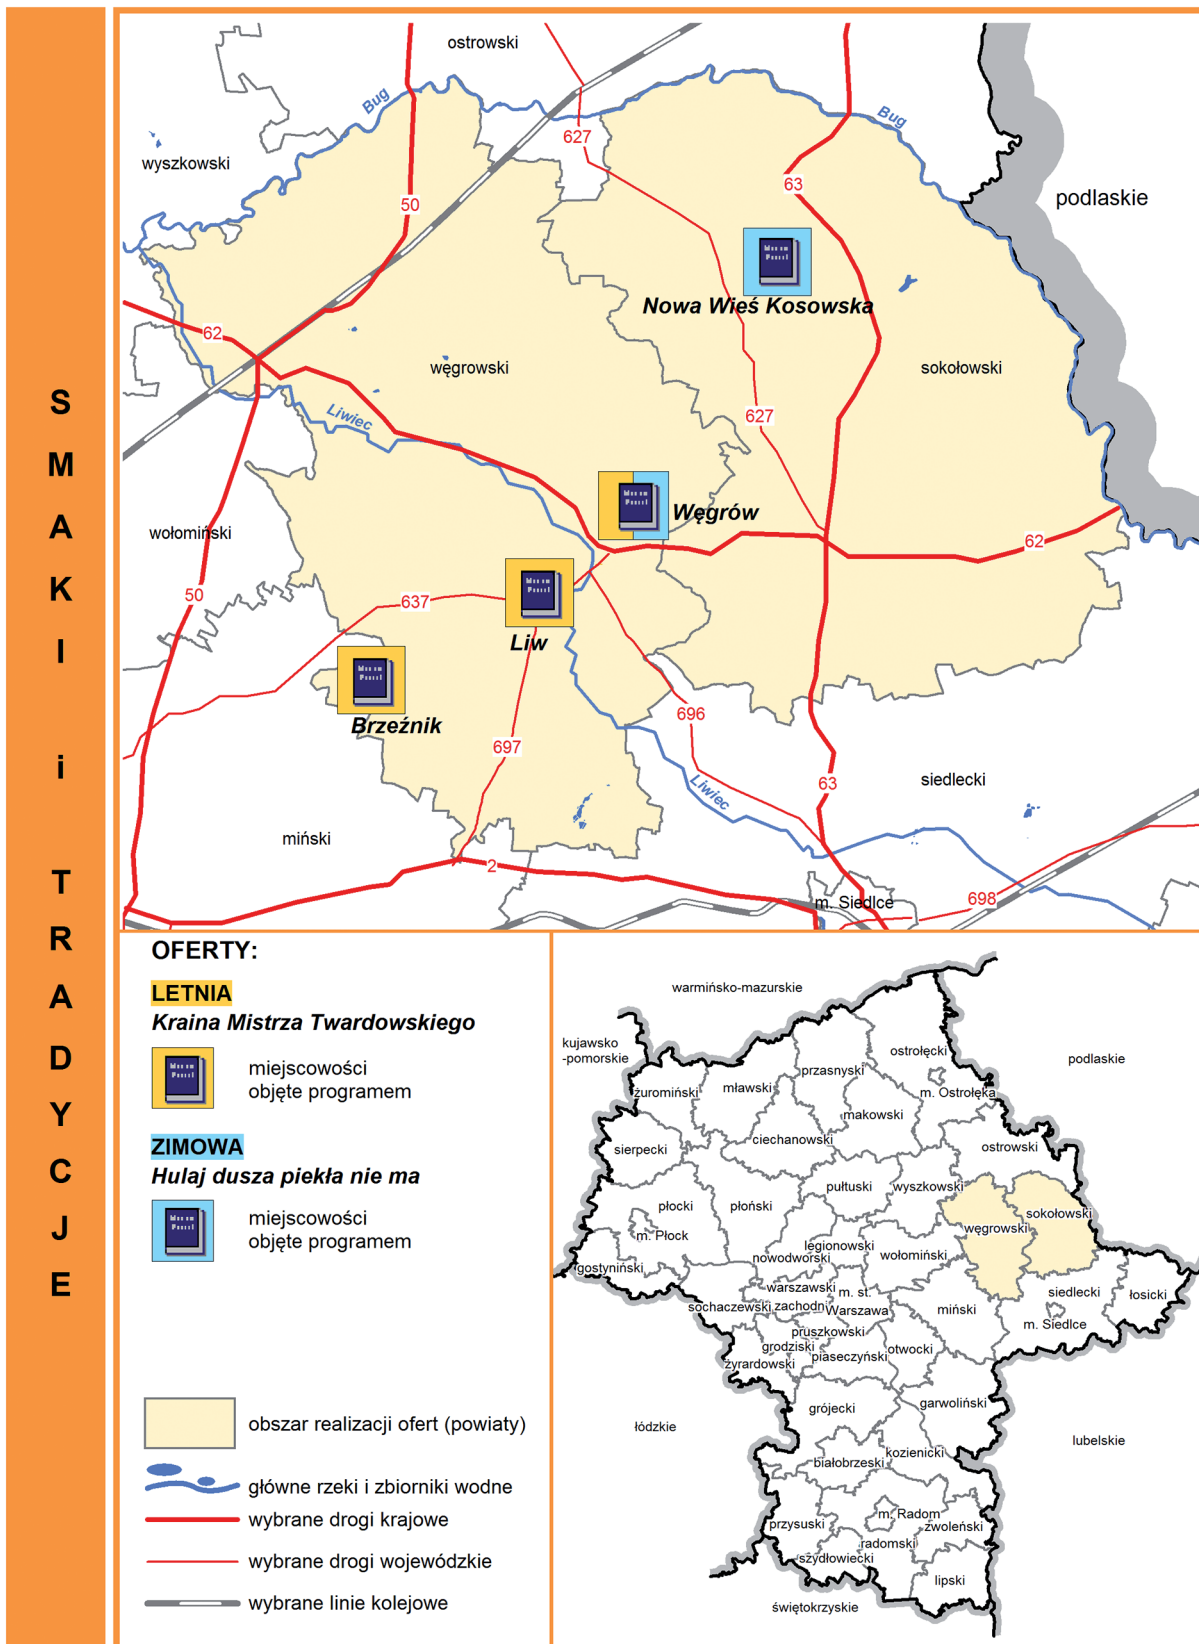 SMAKI i TRADYCJE
ostrowski
Bug
627
Bug
wyszkowski
63
podlaskie
50
Nowa Wieś Kosowska
62
węgrowski
sokołowski
Liwiec
627
Węgrów
wołomiński
62
50
637
Liw
Brzeźnik
696
697
siedlecki
63
Liwiec
miński
2
m. Siedlce
698
OFERTY:
LETNIA
Kraina Mistrza Twardowskiego
miejscowości
objęte programem
ZIMOWA
Hulaj dusza piekła nie ma
miejscowości
objęte programem
obszar realizacji ofert (powiaty)
główne rzeki i zbiorniki wodne
wybrane drogi krajowe
wybrane drogi wojewódzkie
wybrane linie kolejowe
warmińsko-mazurskie
kujawsko
-pomorskie
ostrołęcki
podlaskie
przasnyski
żuromiński
mławski
m. Ostrołęka
makowski
ciechanowski
sierpecki
ostrowski
pułtuski
wyszkowski
płocki
płoński
sokołowski
węgrowski
m. Płock
legionowski
nowodworski
wołomiński
gostyniński
warszawski
zachodni
m. st.
Warszawa
siedlecki
łosicki
sochaczewski
miński
m. Siedlce
pruszkowski
grodziski
otwocki
żyrardowski
piaseczyński
grójecki
garwoliński
łódzkie
lubelskie
kozienicki
białobrzeski
m. Radom
przysuski
zwoleński
radomski
szydłowiecki
lipski
świętokrzyskie